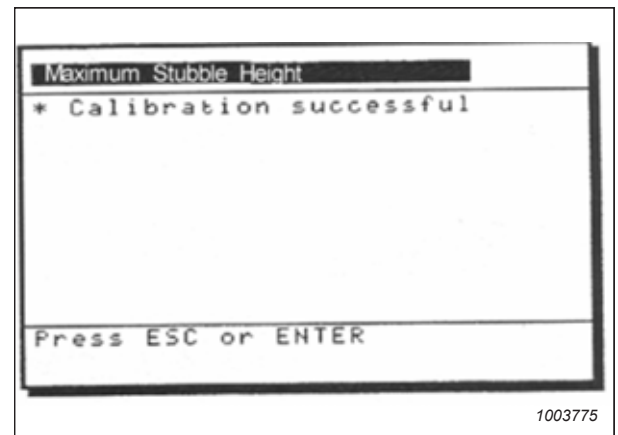 Maximum Stubble Height
* Calibration successful
Press ESC or ENTER
1003775